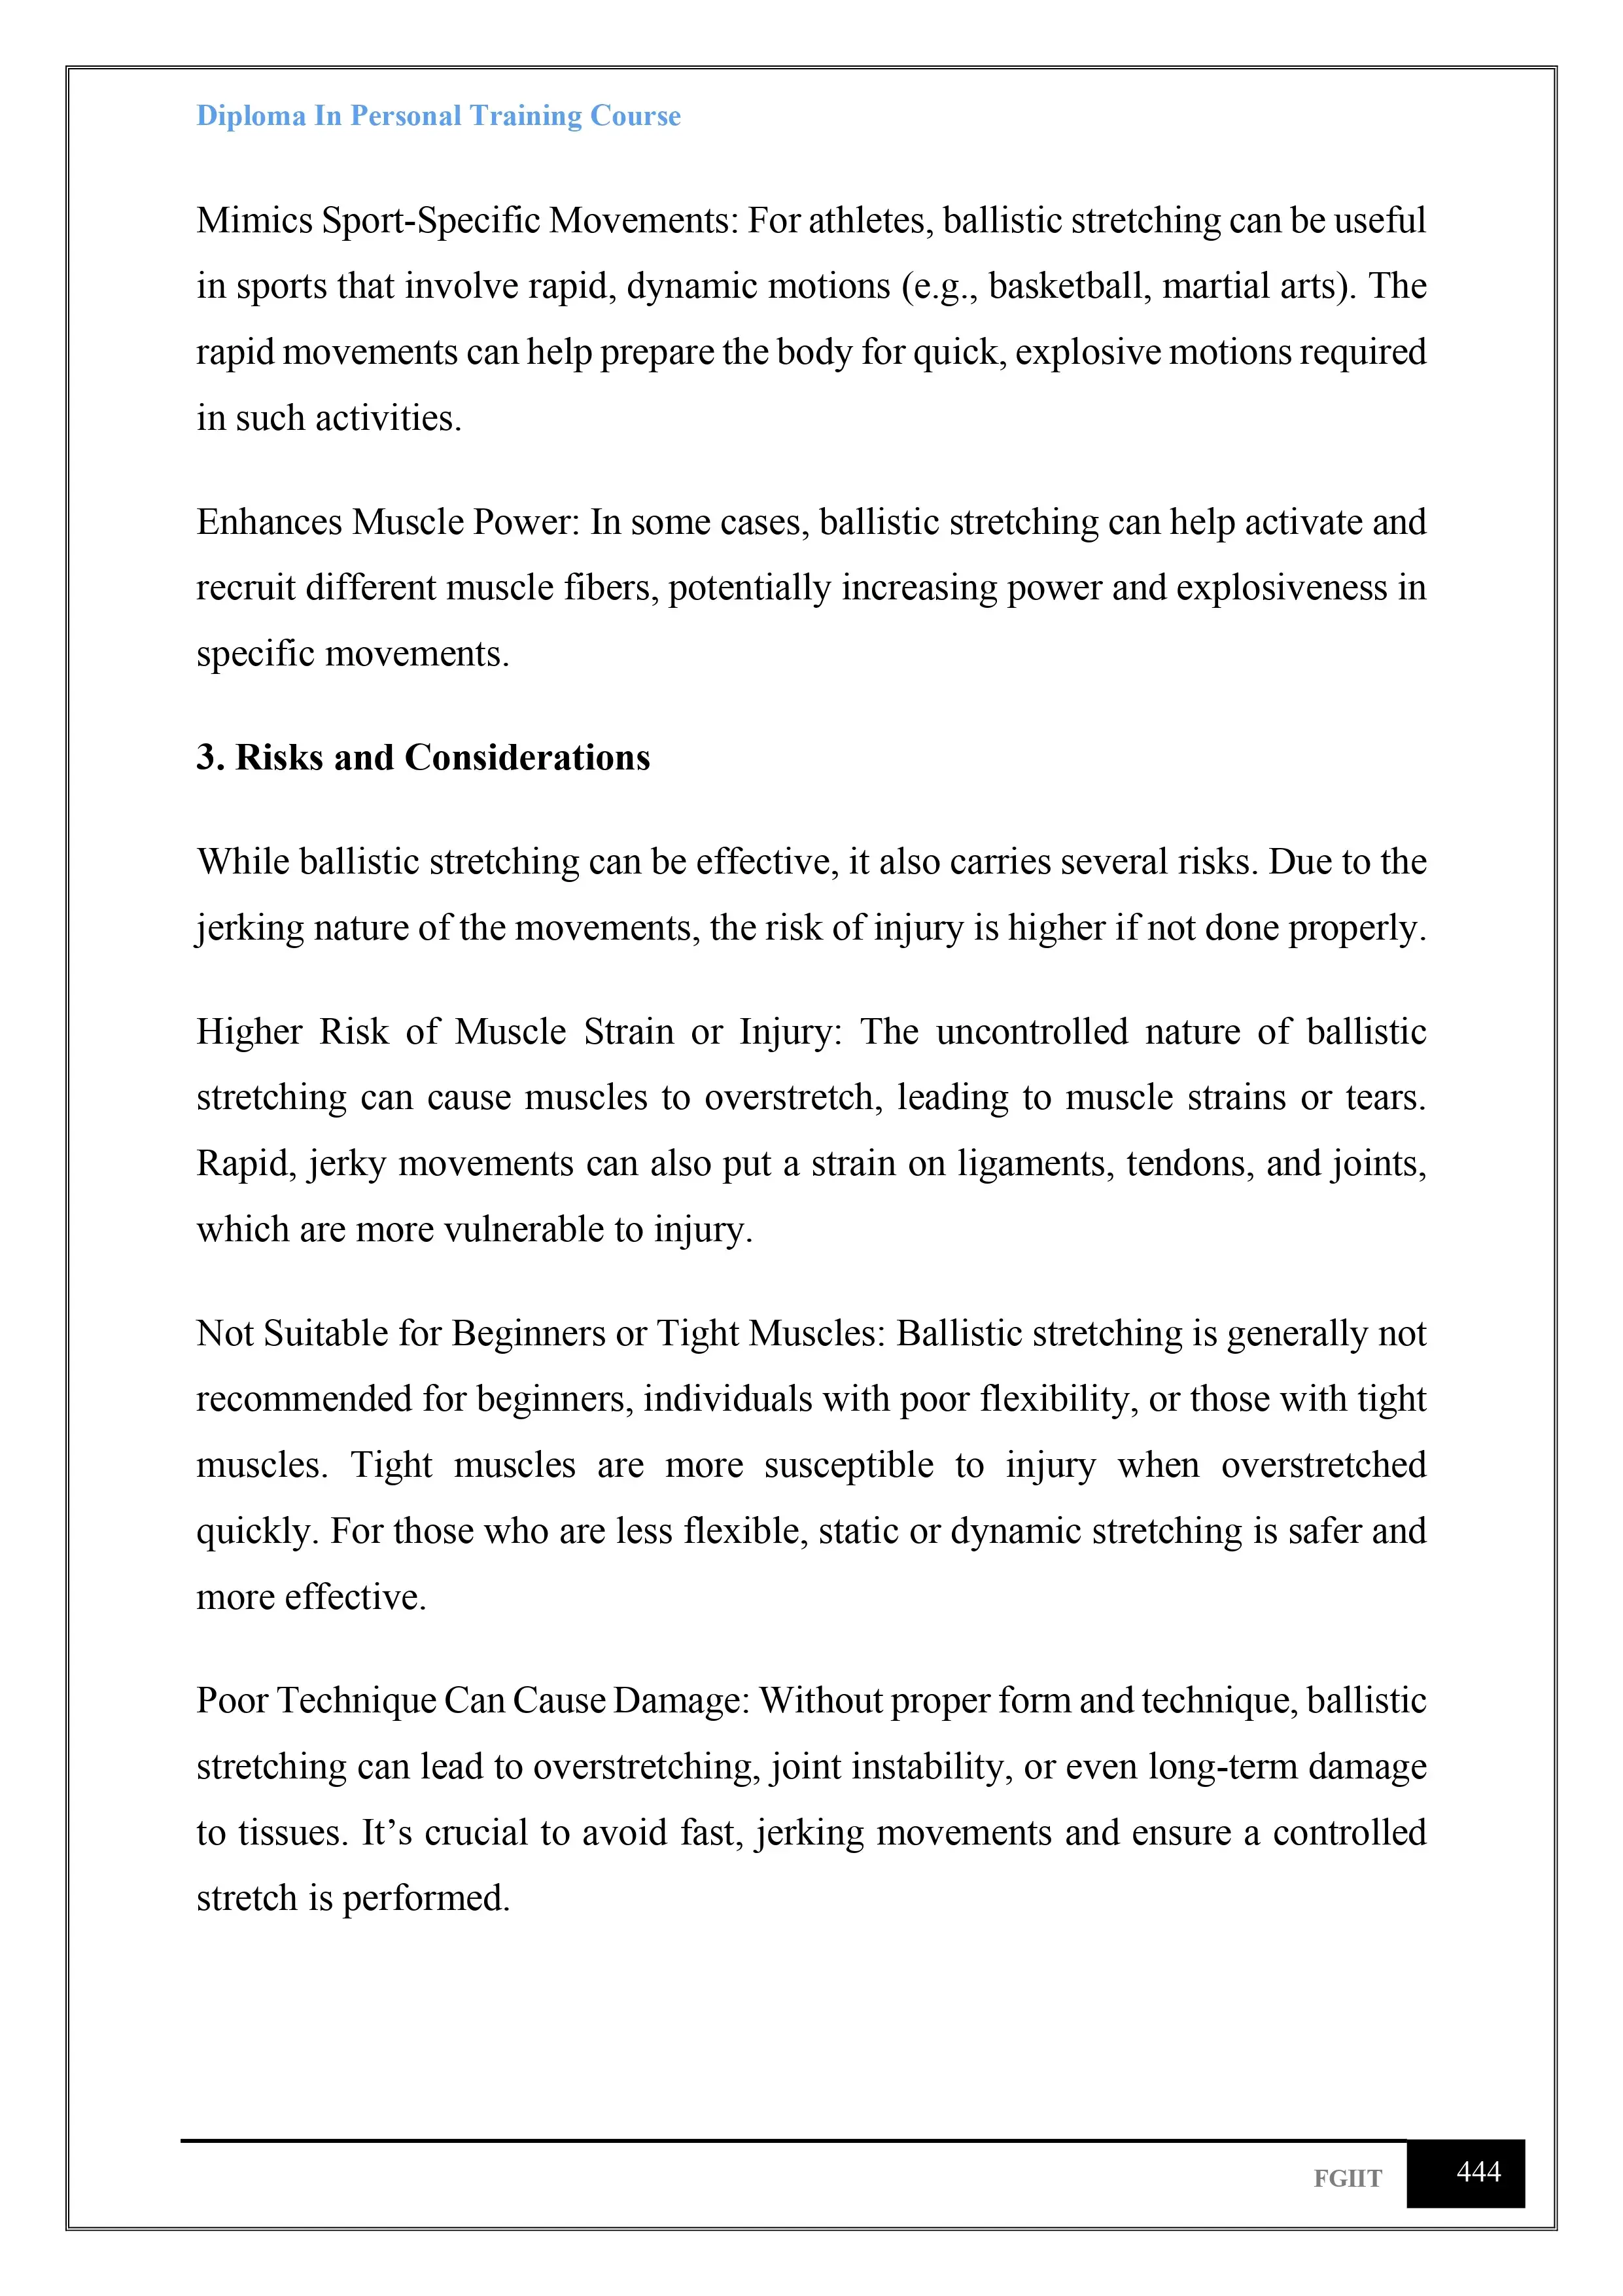 Diploma In Personal Training Course
Mimics Sport-Specific Movements: For athletes, ballistic stretching can be useful
in sports that involve rapid, dynamic motions (e.g., basketball, martial arts). The
rapid movements can help prepare the body for quick, explosive motions required
in such activities.
Enhances Muscle Power: In some cases, ballistic stretching can help activate and
recruit different muscle fibers, potentially increasing power and explosiveness in
specific movements.
3. Risks and Considerations
While ballistic stretching can be effective, it also carries several risks. Due to the
jerking nature of the movements, the risk of injury is higher if not done properly.
Higher Risk of Muscle Strain or Injury: The uncontrolled nature of ballistic
stretching can cause muscles to overstretch, leading to muscle strains or tears.
Rapid, jerky movements can also put a strain on ligaments, tendons, and joints,
which are more vulnerable to injury.
Not Suitable for Beginners or Tight Muscles: Ballistic stretching is generally not
recommended for beginners, individuals with poor flexibility, or those with tight
muscles. Tight muscles are more susceptible to injury when overstretched
quickly. For those who are less flexible, static or dynamic stretching is safer and
more effective.
Poor Technique Can Cause Damage: Without proper form and technique, ballistic
stretching can lead to overstretching, joint instability, or even long-term damage
to tissues. It’s crucial to avoid fast, jerking movements and ensure a controlled
stretch is performed.
FGIIT
444